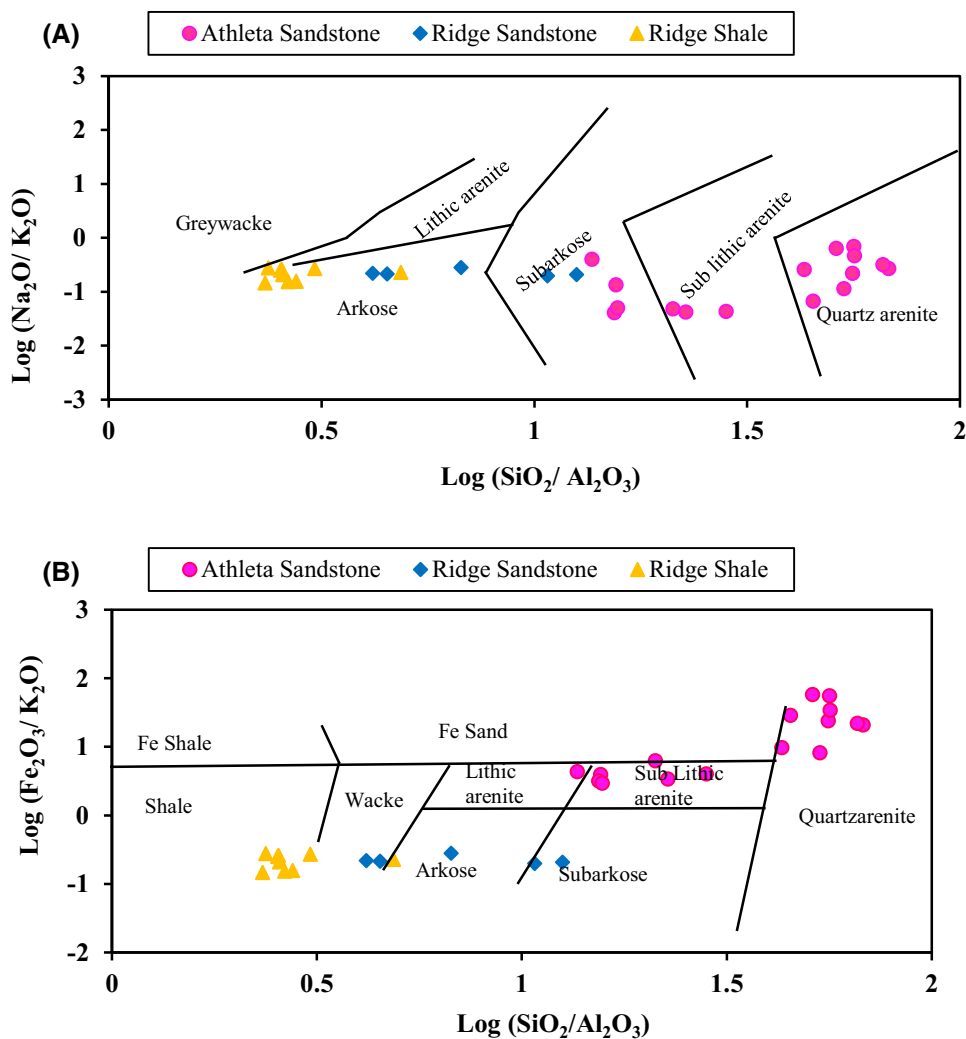 (A)
Athleta Sandstone Ridge Sandstone Ridge Shale
3
2
1
0
-1
-2
-3
Log (Na₂O/ K₂O)
0 0.5 1 1.5 2
Greywacke
Lithic arenite
Arkose
Subarkose
Sub lithic arenite
Quartz arenite
Log (SiO₂/ Al₂O₃)
(B)
Athleta Sandstone Ridge Sandstone Ridge Shale
3
2
1
0
-1
-2
Log (Fe₂O₃/ K₂O)
Fe Shale
Fe Sand
Shale
Wacke
Lithic
arenite
Sub Lithic
arenite
Quartzarenite
Arkose
Subarkose
0 0.5 1 1.5 2
Log (SiO₂/Al₂O₃)